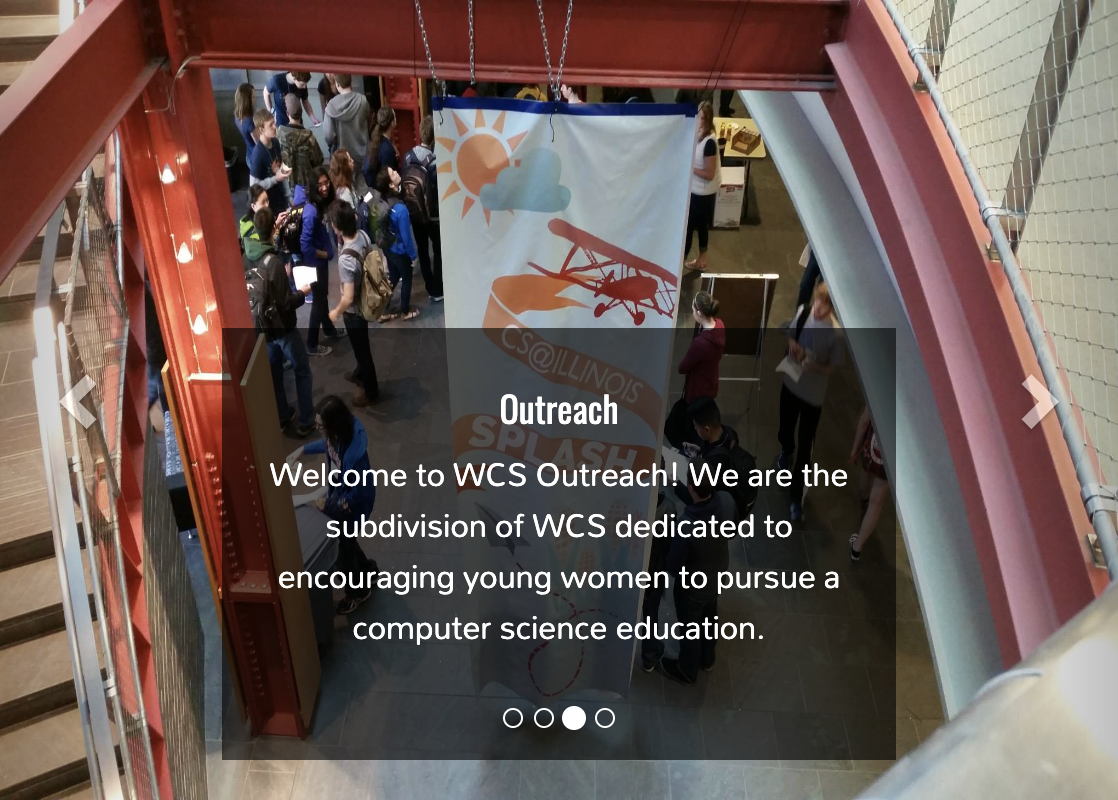 CS@ILLINOIS
SPLASH
Outreach
Welcome to WCS Outreach! We are the
subdivision of WCS dedicated to
encouraging young women to pursue a
computer science education.